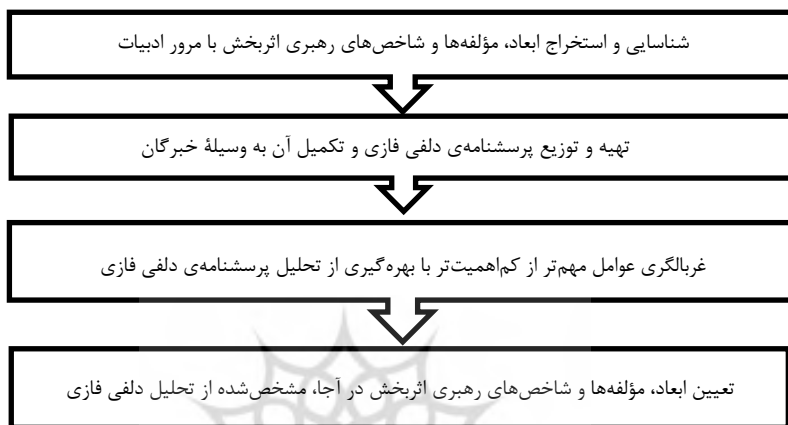 شناسایی و استخراج ابعاد، مؤلفه‌ها و شاخص‌های رهبری اثربخش با مرور ادبیات
تهیه و توزیع پرسشنامه‌ی دلفی فازی و تکمیل آن به وسیلۀ خبرگان
غربالگری عوامل مهم‌تر از کم‌اهمیت‌تر با بهره‌گیری از تحلیل پرسشنامه‌ی دلفی فازی
تعیین ابعاد، مؤلفه‌ها و شاخص‌های رهبری اثربخش در آجا، مشخص‌شده از تحلیل دلفی فازی